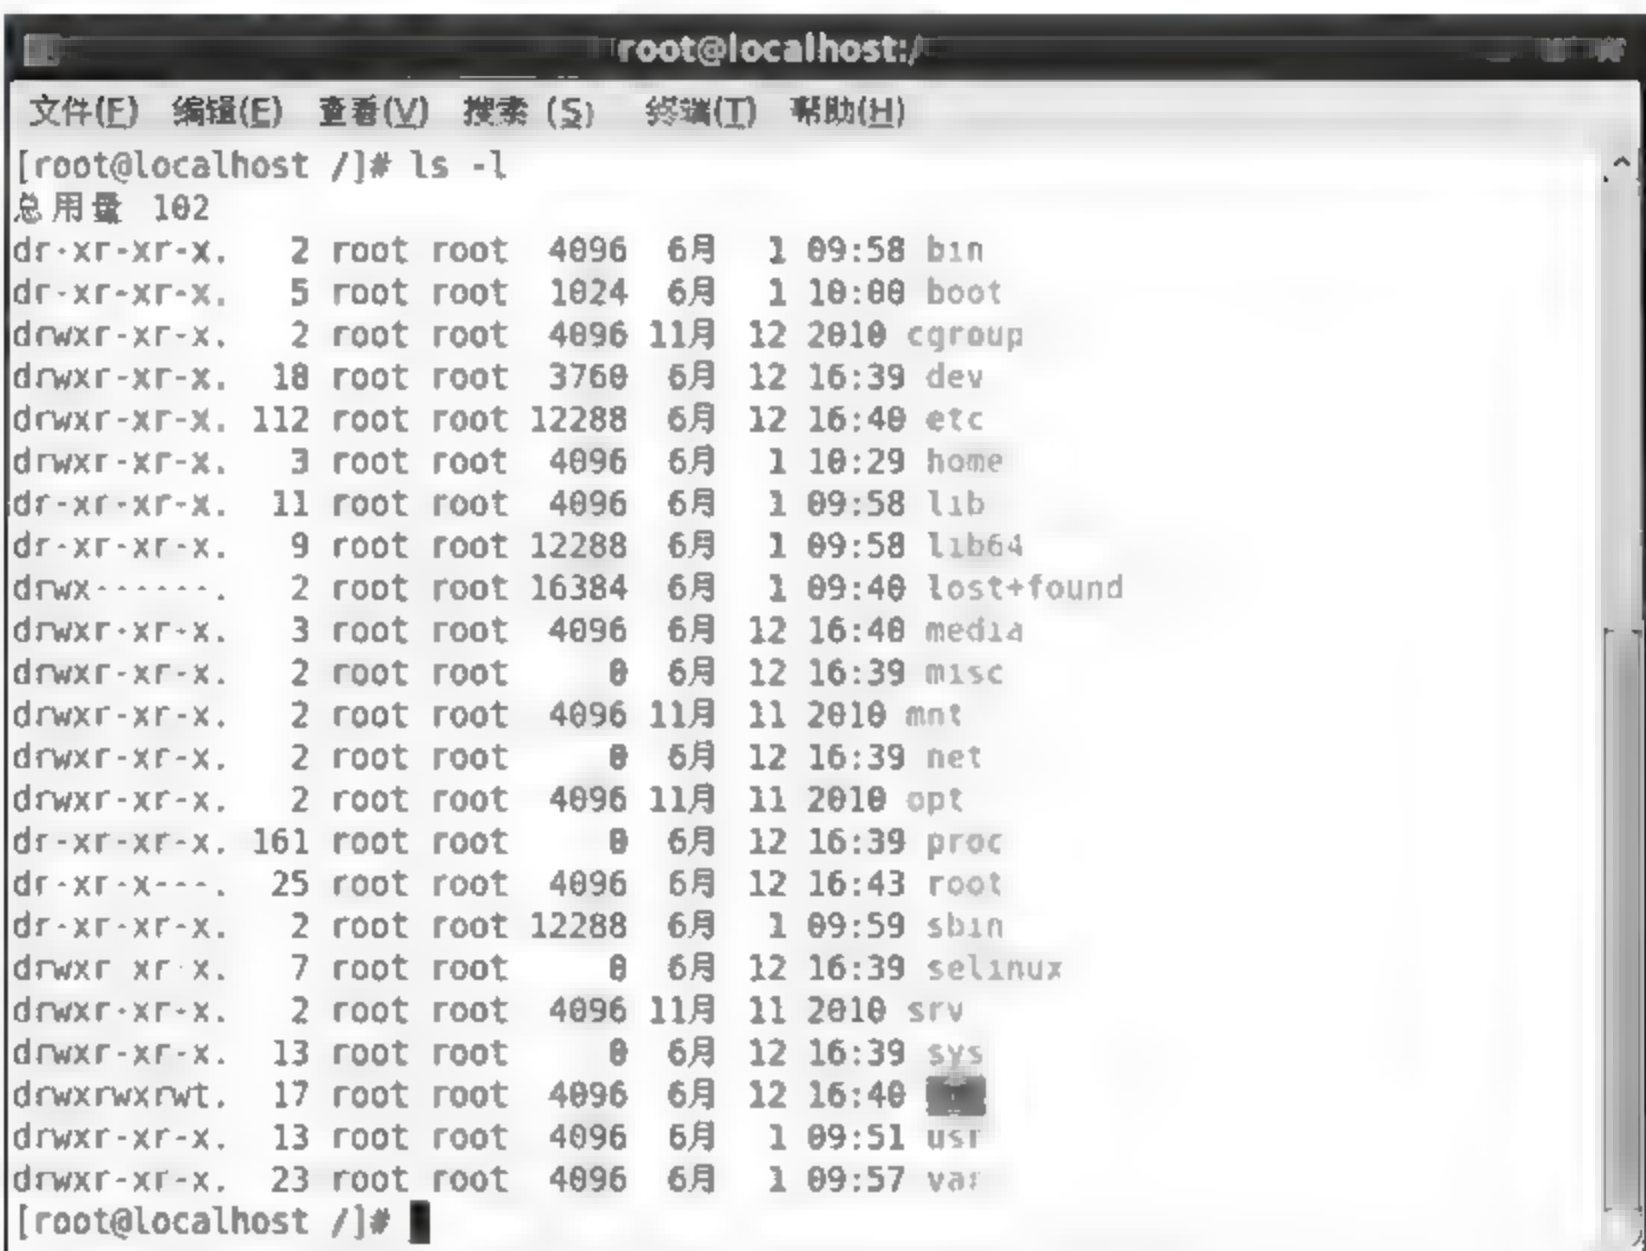 root@localhost:/
文件(F) 编辑(E) 查看(V) 搜索 (S) 终端(T) 帮助(H)
[root@localhost /]# ls -l
总用量 102
dr-xr-xr-x. 2 root root 4096 6月 1 09:58 bin
dr-xr-xr-x. 5 root root 1024 6月 1 10:00 boot
drwxr-xr-x. 2 root root 4096 11月 12 2010 cgroup
drwxr-xr-x. 18 root root 3760 6月 12 16:39 dev
drwxr-xr-x. 112 root root 12288 6月 12 16:40 etc
drwxr-xr-x. 3 root root 4096 6月 1 10:29 home
dr-xr-xr-x. 11 root root 4096 6月 1 09:58 lib
dr-xr-xr-x. 9 root root 12288 6月 1 09:58 lib64
drwx------. 2 root root 16384 6月 1 09:40 lost+found
drwxr-xr-x. 3 root root 4096 6月 12 16:40 media
drwxr-xr-x. 2 root root 0 6月 12 16:39 misc
drwxr-xr-x. 2 root root 4096 11月 11 2010 mnt
drwxr-xr-x. 2 root root 0 6月 12 16:39 net
drwxr-xr-x. 2 root root 4096 11月 11 2010 opt
dr-xr-xr-x. 161 root root 0 6月 12 16:39 proc
dr-xr-x---. 25 root root 4096 6月 12 16:43 root
dr-xr-xr-x. 2 root root 12288 6月 1 09:59 sbin
drwxr-xr-x. 7 root root 0 6月 12 16:39 selinux
drwxr-xr-x. 2 root root 4096 11月 11 2010 srv
drwxr-xr-x. 13 root root 0 6月 12 16:39 sys
drwxrwxrwt. 17 root root 4096 6月 12 16:40
drwxr-xr-x. 13 root root 4096 6月 1 09:51 usr
drwxr-xr-x. 23 root root 4096 6月 1 09:57 var
[root@localhost /]#